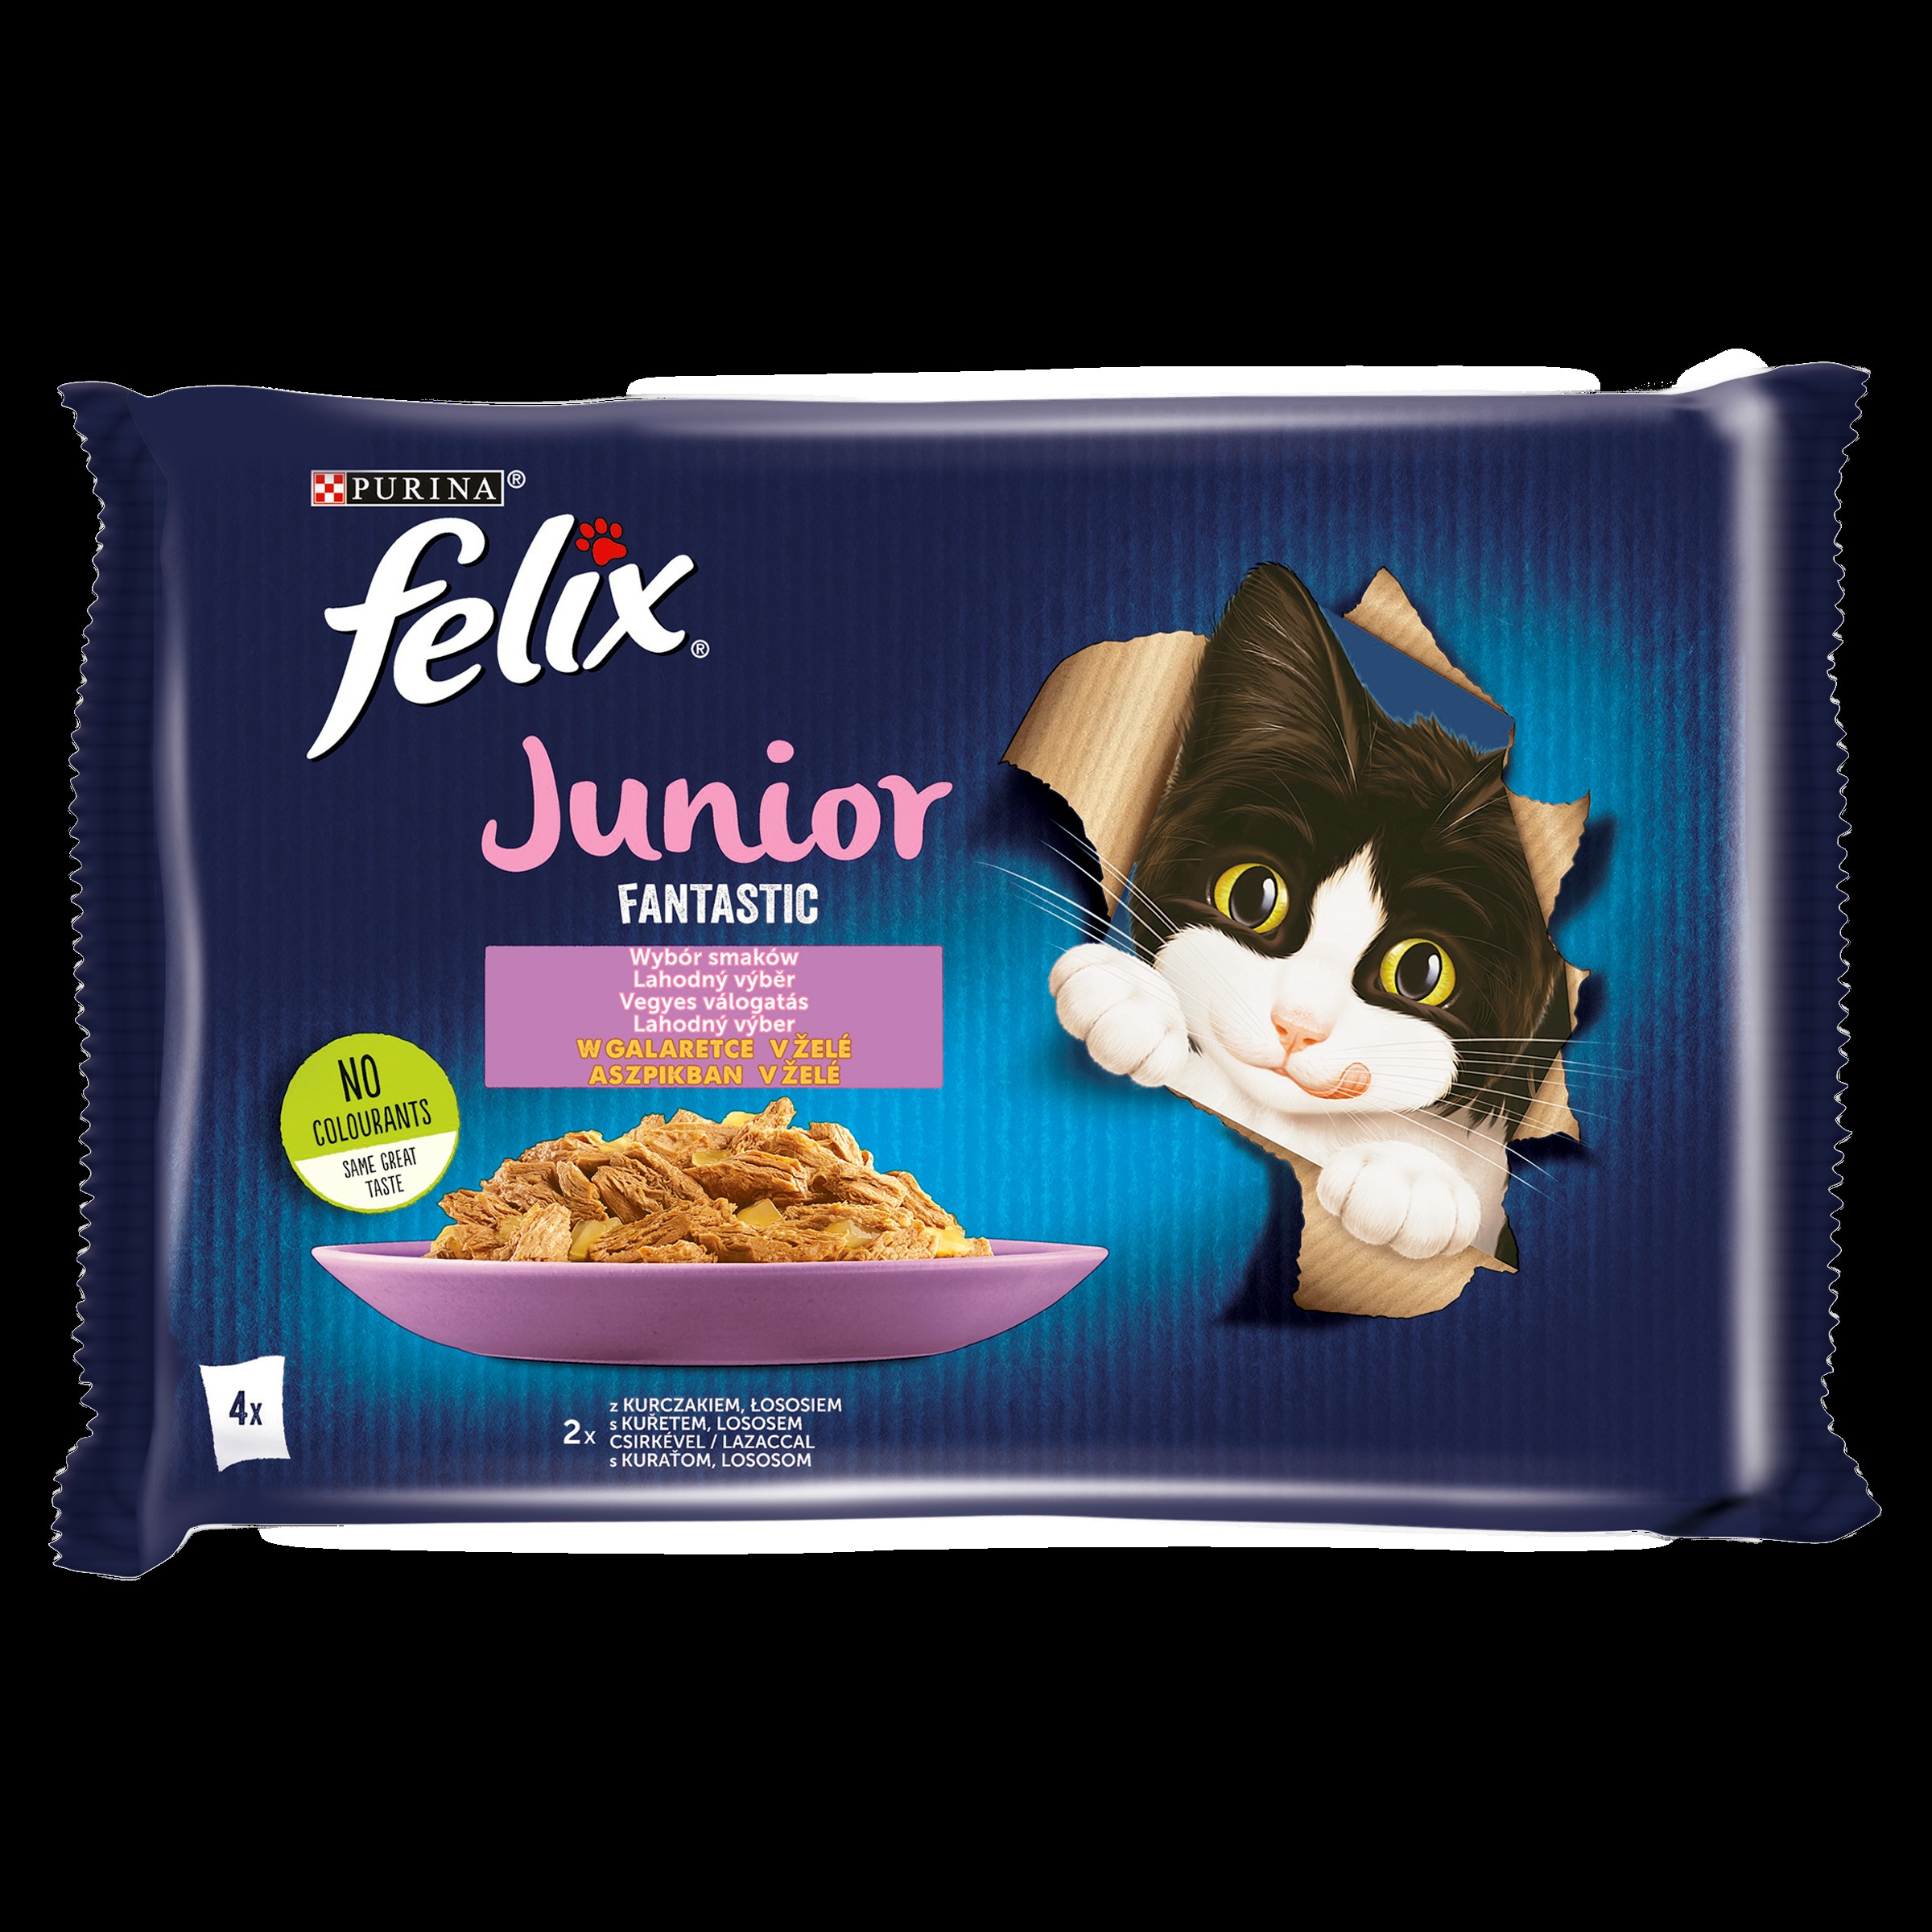 PURINA®
felix®
Junior
FANTASTIC
Wybór smaków
Lahodný výběr
Vegyes válogatás
Lahodný výber
W GALARETCE V ŽELÉ
ASZPIKBAN V ŽELÉ
NO
COLOURANTS
SAME GREAT
TASTE
4x
2x
z KURCZAKIEM, ŁOSOSIEM
s KUŘETEM, LOSOSEM
CSIRKÉVEL / LAZACCAL
s KURAŤOM, LOSOSOM